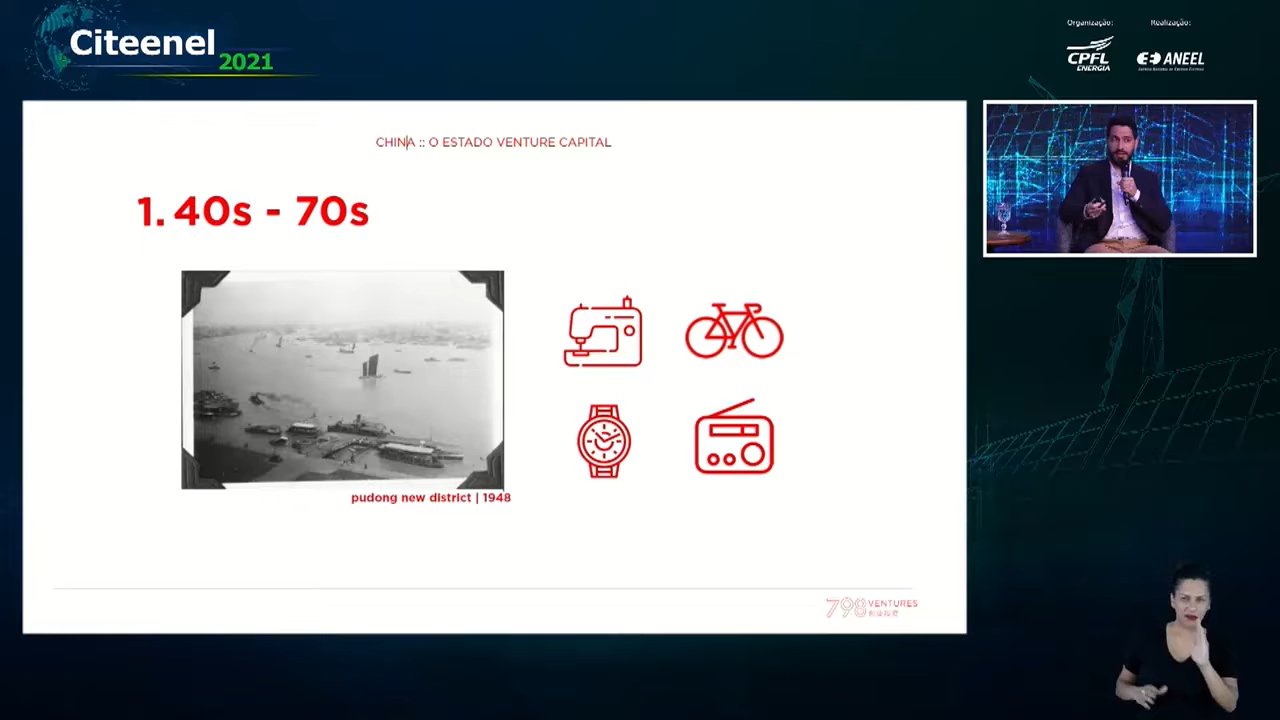 Citeenel
2021
Organização:
Realização:
CPFL
ENERGIA
ANEEL
CHINA :: O ESTADO VENTURE CAPITAL
1. 40s - 70s
pudong new district | 1948
798 VENTURES